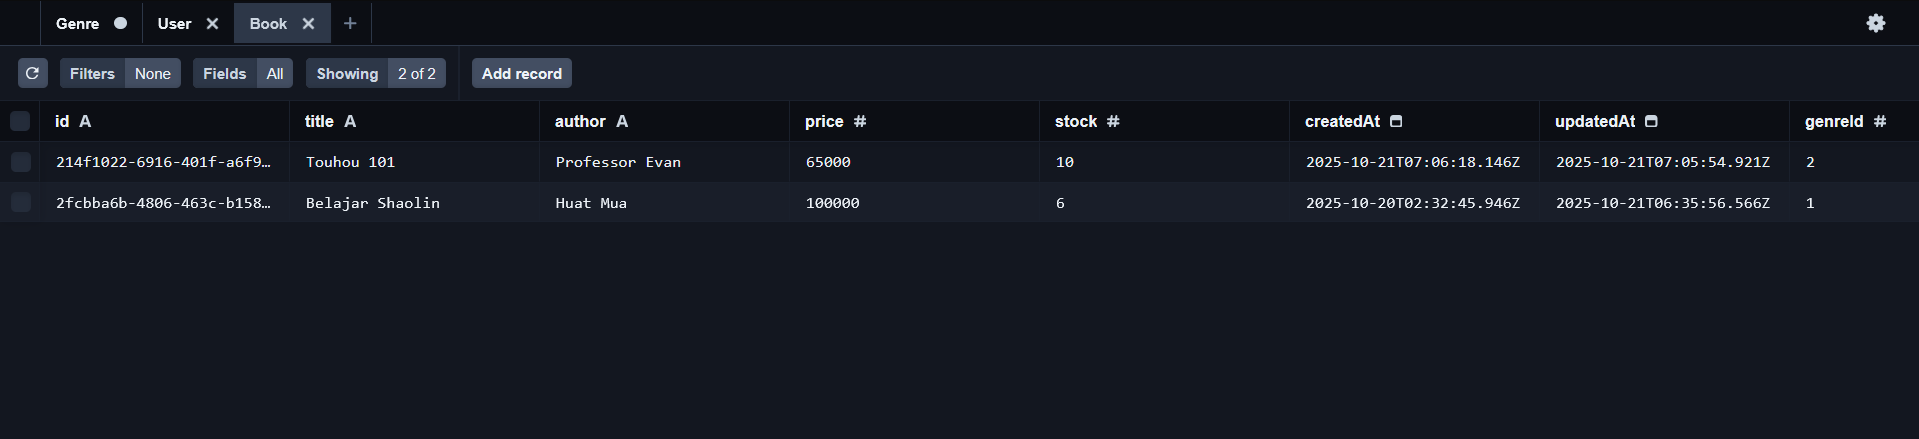 Genre User Book
Filters None Fields All Showing 2 of 2 Add record
id A title A author A price # stock # createdAt updatedAt genreId #
214f1022-6916-401f-a6f9… Touhou 101 Professor Evan 65000 10 2025-10-21T07:06:18.146Z 2025-10-21T07:05:54.921Z 2
2fcbba6b-4806-463c-b158… Belajar Shaolin Huat Mua 100000 6 2025-10-20T02:32:45.946Z 2025-10-21T06:35:56.566Z 1